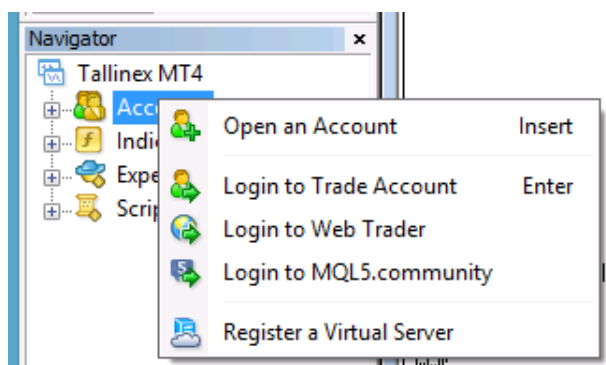 Navigator x
Tallinex MT4
Open an Account Insert
Login to Trade Account Enter
Login to Web Trader
Login to MQL5.community
Register a Virtual Server